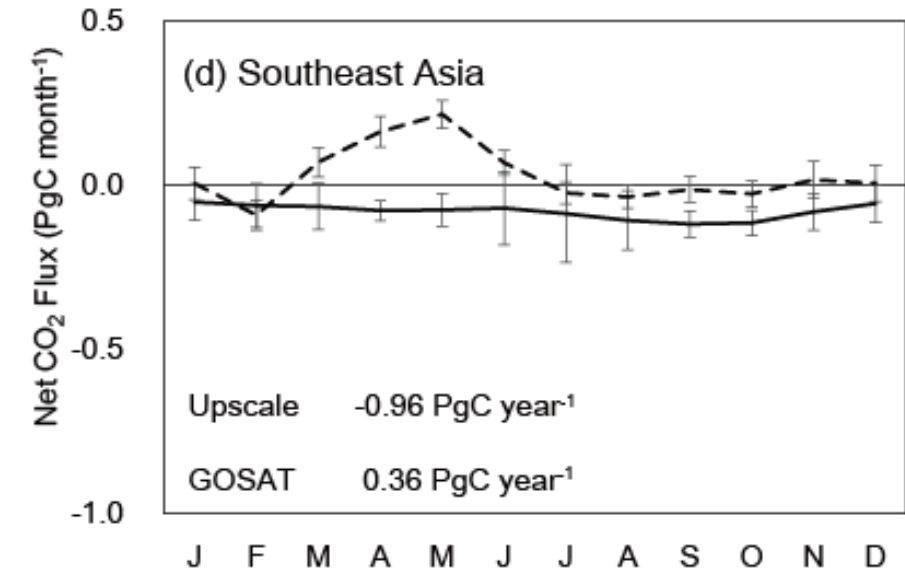 Net CO₂ Flux (PgC month⁻¹)
0.5
0.0
-0.5
-1.0
(d) Southeast Asia
Upscale -0.96 PgC year⁻¹
GOSAT 0.36 PgC year⁻¹
J F M A M J J A S O N D